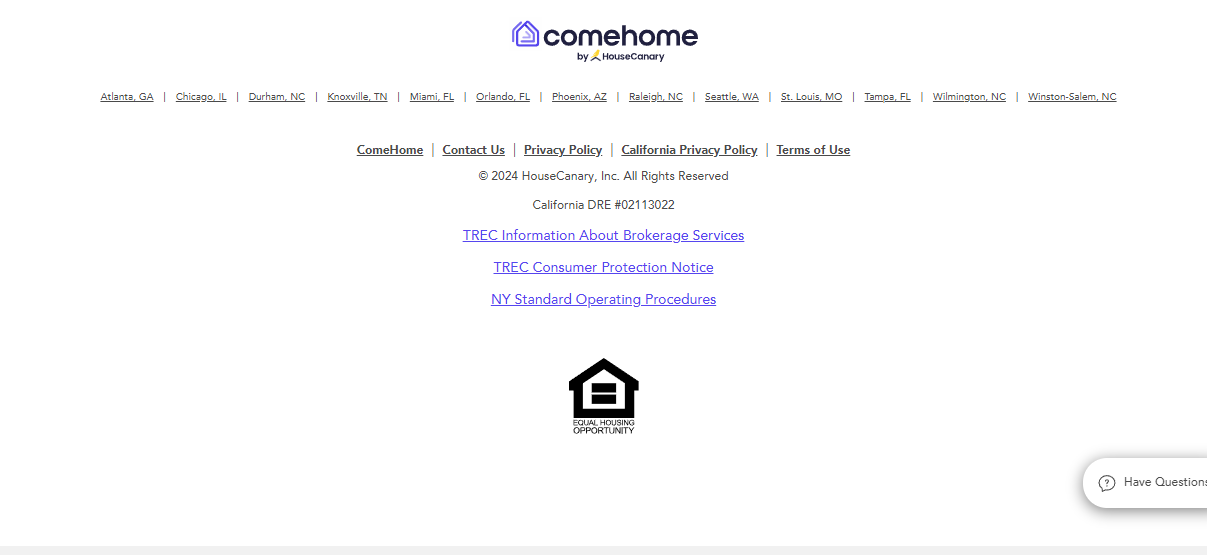 comehome
by HouseCanary
Atlanta, GA | Chicago, IL | Durham, NC | Knoxville, TN | Miami, FL | Orlando, FL | Phoenix, AZ | Raleigh, NC | Seattle, WA | St. Louis, MO | Tampa, FL | Wilmington, NC | Winston-Salem, NC
ComeHome | Contact Us | Privacy Policy | California Privacy Policy | Terms of Use
© 2024 HouseCanary, Inc. All Rights Reserved
California DRE #02113022
TREC Information About Brokerage Services
TREC Consumer Protection Notice
NY Standard Operating Procedures
EQUAL HOUSING
OPPORTUNITY
Have Questions